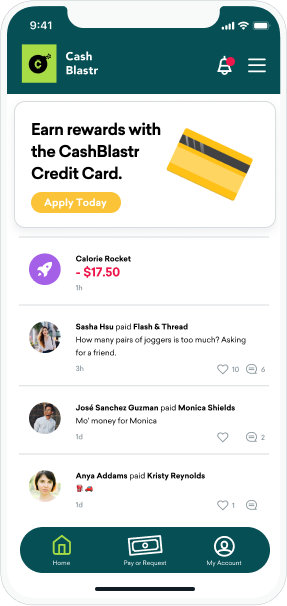 9:41
Cash
Blastr
Earn rewards with
the CashBlastr
Credit Card.
Apply Today
Calorie Rocket
- $17.50
1h
Sasha Hsu paid Flash & Thread
How many pairs of joggers is too much? Asking
for a friend.
3h 10 6
José Sanchez Guzman paid Monica Shields
Mo' money for Monica
1d 2
Anya Addams paid Kristy Reynolds
1d 1
Home Pay or Request My Account